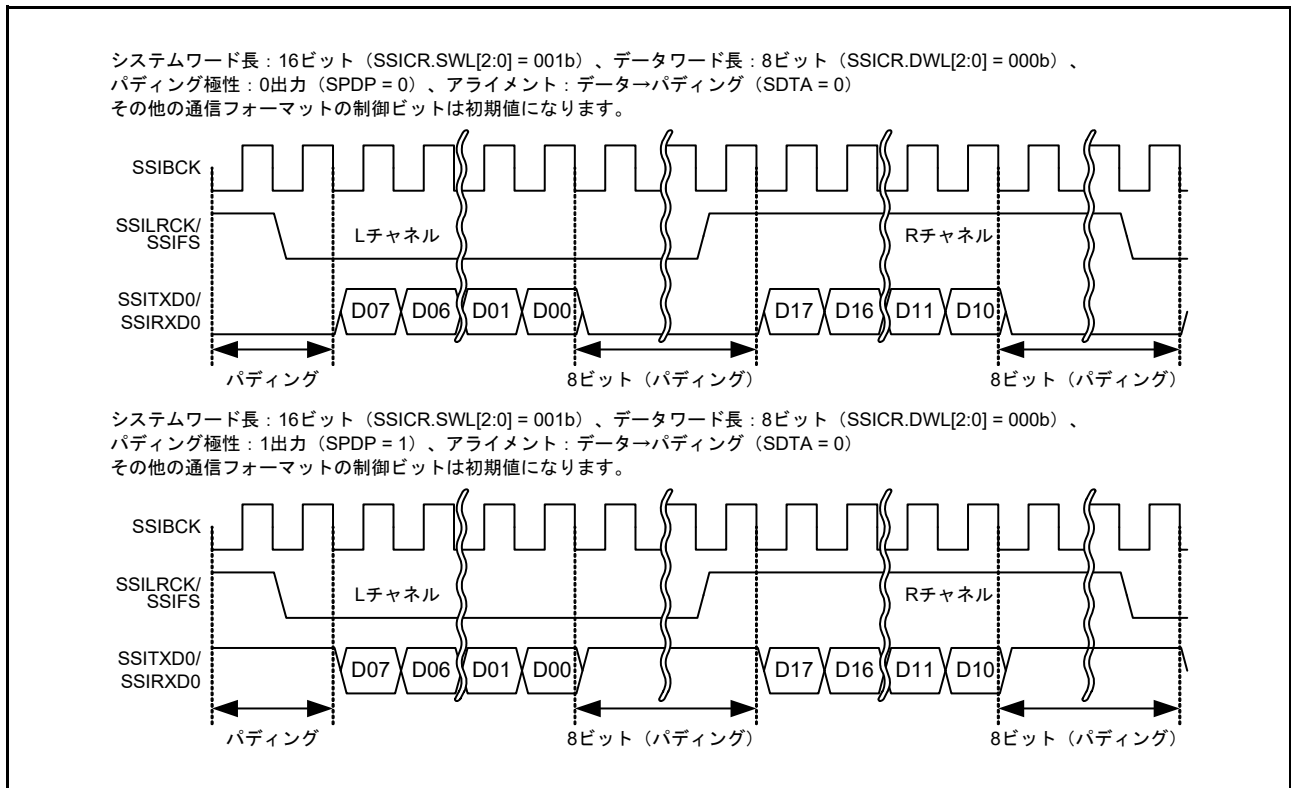 システムワード長：16ビット（SSICR.SWL[2:0] = 001b）、データワード長：8ビット（SSICR.DWL[2:0] = 000b）、
パディング極性：0出力（SPDP = 0）、アライメント：データ→パディング（SDTA = 0）
その他の通信フォーマットの制御ビットは初期値になります。
SSIBCK
SSILRCK/
SSIFS
Lチャネル
Rチャネル
SSITXD0/
SSIRXD0
D07 D06 D01 D00 D17 D16 D11 D10
パディング
8ビット（パディング）
8ビット（パディング）
システムワード長：16ビット（SSICR.SWL[2:0] = 001b）、データワード長：8ビット（SSICR.DWL[2:0] = 000b）、
パディング極性：1出力（SPDP = 1）、アライメント：データ→パディング（SDTA = 0）
その他の通信フォーマットの制御ビットは初期値になります。
SSIBCK
SSILRCK/
SSIFS
Lチャネル
Rチャネル
SSITXD0/
SSIRXD0
D07 D06 D01 D00 D17 D16 D11 D10
パディング
8ビット（パディング）
8ビット（パディング）